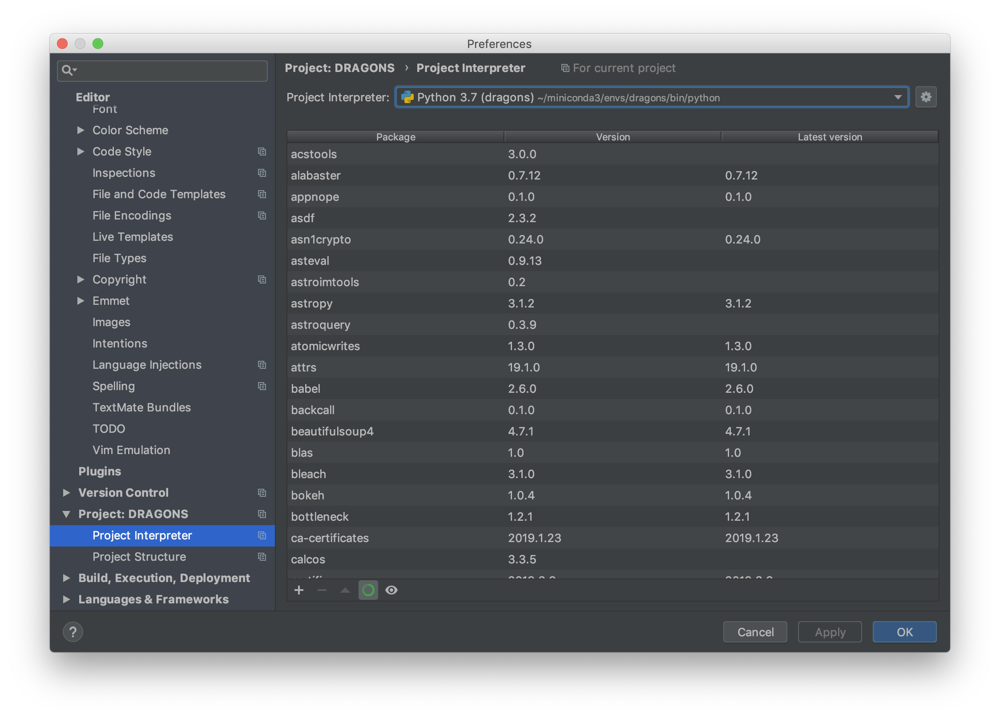 Preferences
Editor
Font
Color Scheme
Code Style
Inspections
File and Code Templates
File Encodings
Live Templates
File Types
Copyright
Emmet
Images
Intentions
Language Injections
Spelling
TextMate Bundles
TODO
Vim Emulation
Plugins
Version Control
Project: DRAGONS
Project Interpreter
Project Structure
Build, Execution, Deployment
Languages & Frameworks
Project: DRAGONS › Project Interpreter For current project
Project Interpreter: Python 3.7 (dragons) ~/miniconda3/envs/dragons/bin/python
Package Version Latest version
acstools 3.0.0
alabaster 0.7.12 0.7.12
appnope 0.1.0 0.1.0
asdf 2.3.2
asn1crypto 0.24.0 0.24.0
asteval 0.9.13
astroimtools 0.2
astropy 3.1.2 3.1.2
astroquery 0.3.9
atomicwrites 1.3.0 1.3.0
attrs 19.1.0 19.1.0
babel 2.6.0 2.6.0
backcall 0.1.0 0.1.0
beautifulsoup4 4.7.1 4.7.1
blas 1.0 1.0
bleach 3.1.0 3.1.0
bokeh 1.0.4 1.0.4
bottleneck 1.2.1 1.2.1
ca-certificates 2019.1.23 2019.1.23
calcos 3.3.5
? Cancel Apply OK